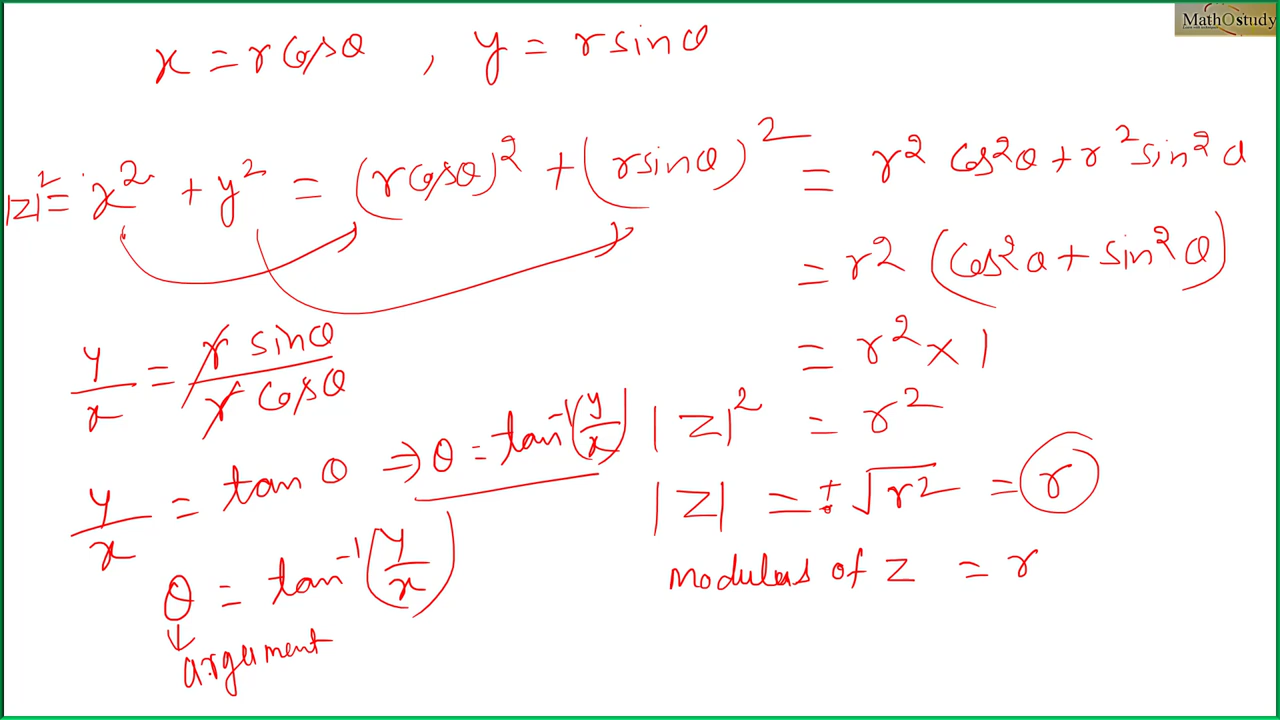 MathOstudy
x = r cosθ , y = r sinθ
|z|² = x² + y² = (r cosθ)² + (r sinθ)² = r² cos²θ + r² sin²θ
= r² (cos²θ + sin²θ)
= r² × 1
y/x = r sinθ / r cosθ
|z|² = r²
y/x = tan θ ⇒ θ = tan⁻¹(y/x)
|z| = ± √r² = r
θ = tan⁻¹(y/x)
modulus of z = r
↓
argument